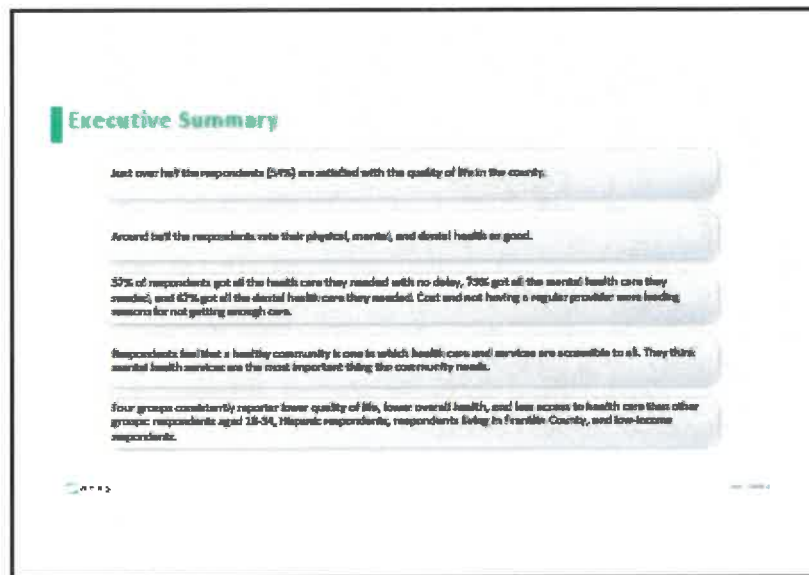 Executive Summary
Just over half the respondents (54%) are satisfied with the quality of life in the county.
Around half the respondents rate their physical, mental, and dental health as good.
57% of respondents got all the health care they needed with no delay, 79% got all the mental health care they
needed, and 67% got all the dental health care they needed. Cost and not having a regular provider were leading
reasons for not getting enough care.
Respondents feel that a healthy community is one in which health care and services are accessible to all. They think
mental health services are the most important thing the community needs.
Four groups consistently reporter lower quality of life, lower overall health, and less access to health care than other
groups: respondents aged 18-34, Hispanic respondents, respondents living in Franklin County, and low-income
respondents.